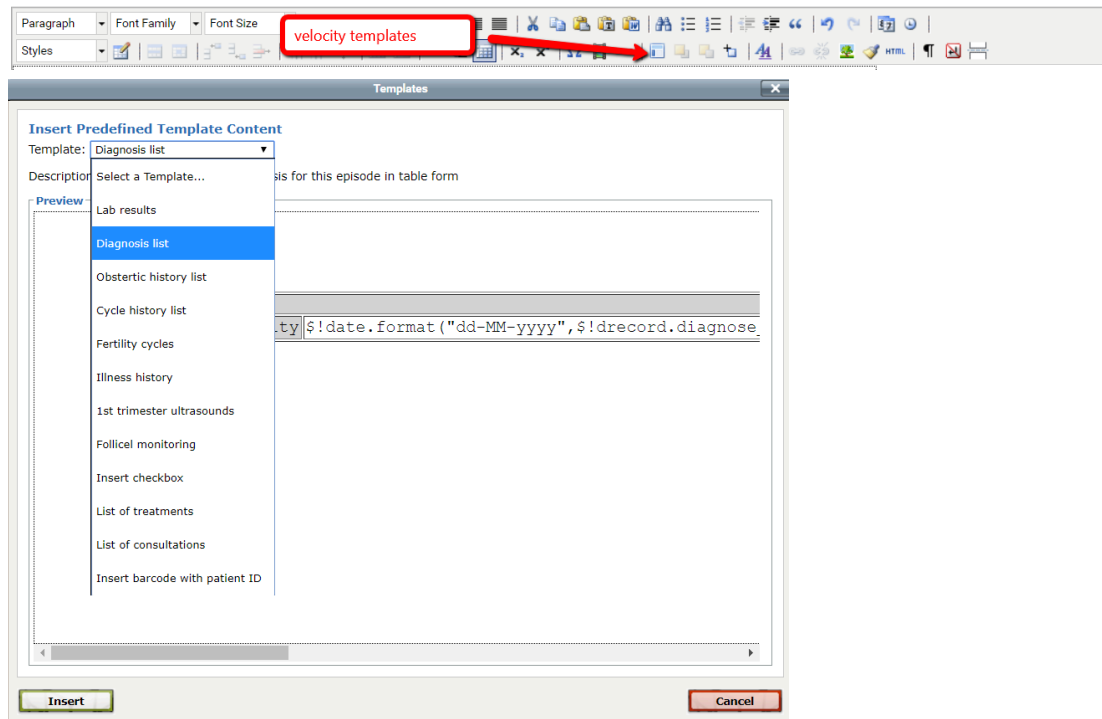 Paragraph Font Family Font Size
velocity templates
Styles HTML
Templates
Insert Predefined Template Content
Template: Diagnosis list
Description sis for this episode in table form
Select a Template...
Preview
Lab results
Diagnosis list
Obstertic history list
Cycle history list
ty $!date.format("dd-MM-yyyy",$!drecord.diagnose_
Fertility cycles
Illness history
1st trimester ultrasounds
Follicel monitoring
Insert checkbox
List of treatments
List of consultations
Insert barcode with patient ID
Insert Cancel